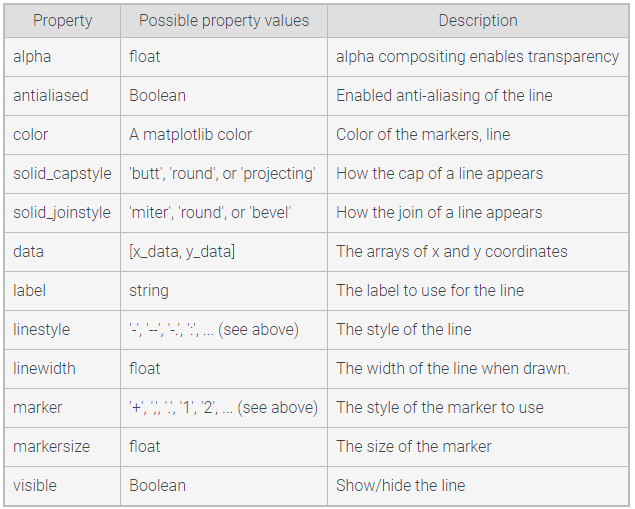 Property Possible property values Description
alpha float alpha compositing enables transparency
antialiased Boolean Enabled anti-aliasing of the line
color A matplotlib color Color of the markers, line
solid_capstyle 'butt', 'round', or 'projecting' How the cap of a line appears
solid_joinstyle 'miter', 'round', or 'bevel' How the join of a line appears
data [x_data, y_data] The arrays of x and y coordinates
label string The label to use for the line
linestyle '-', '--', '-.', ':', ... (see above) The style of the line
linewidth float The width of the line when drawn.
marker '+', ',', '.', '1', '2', ... (see above) The style of the marker to use
markersize float The size of the marker
visible Boolean Show/hide the line